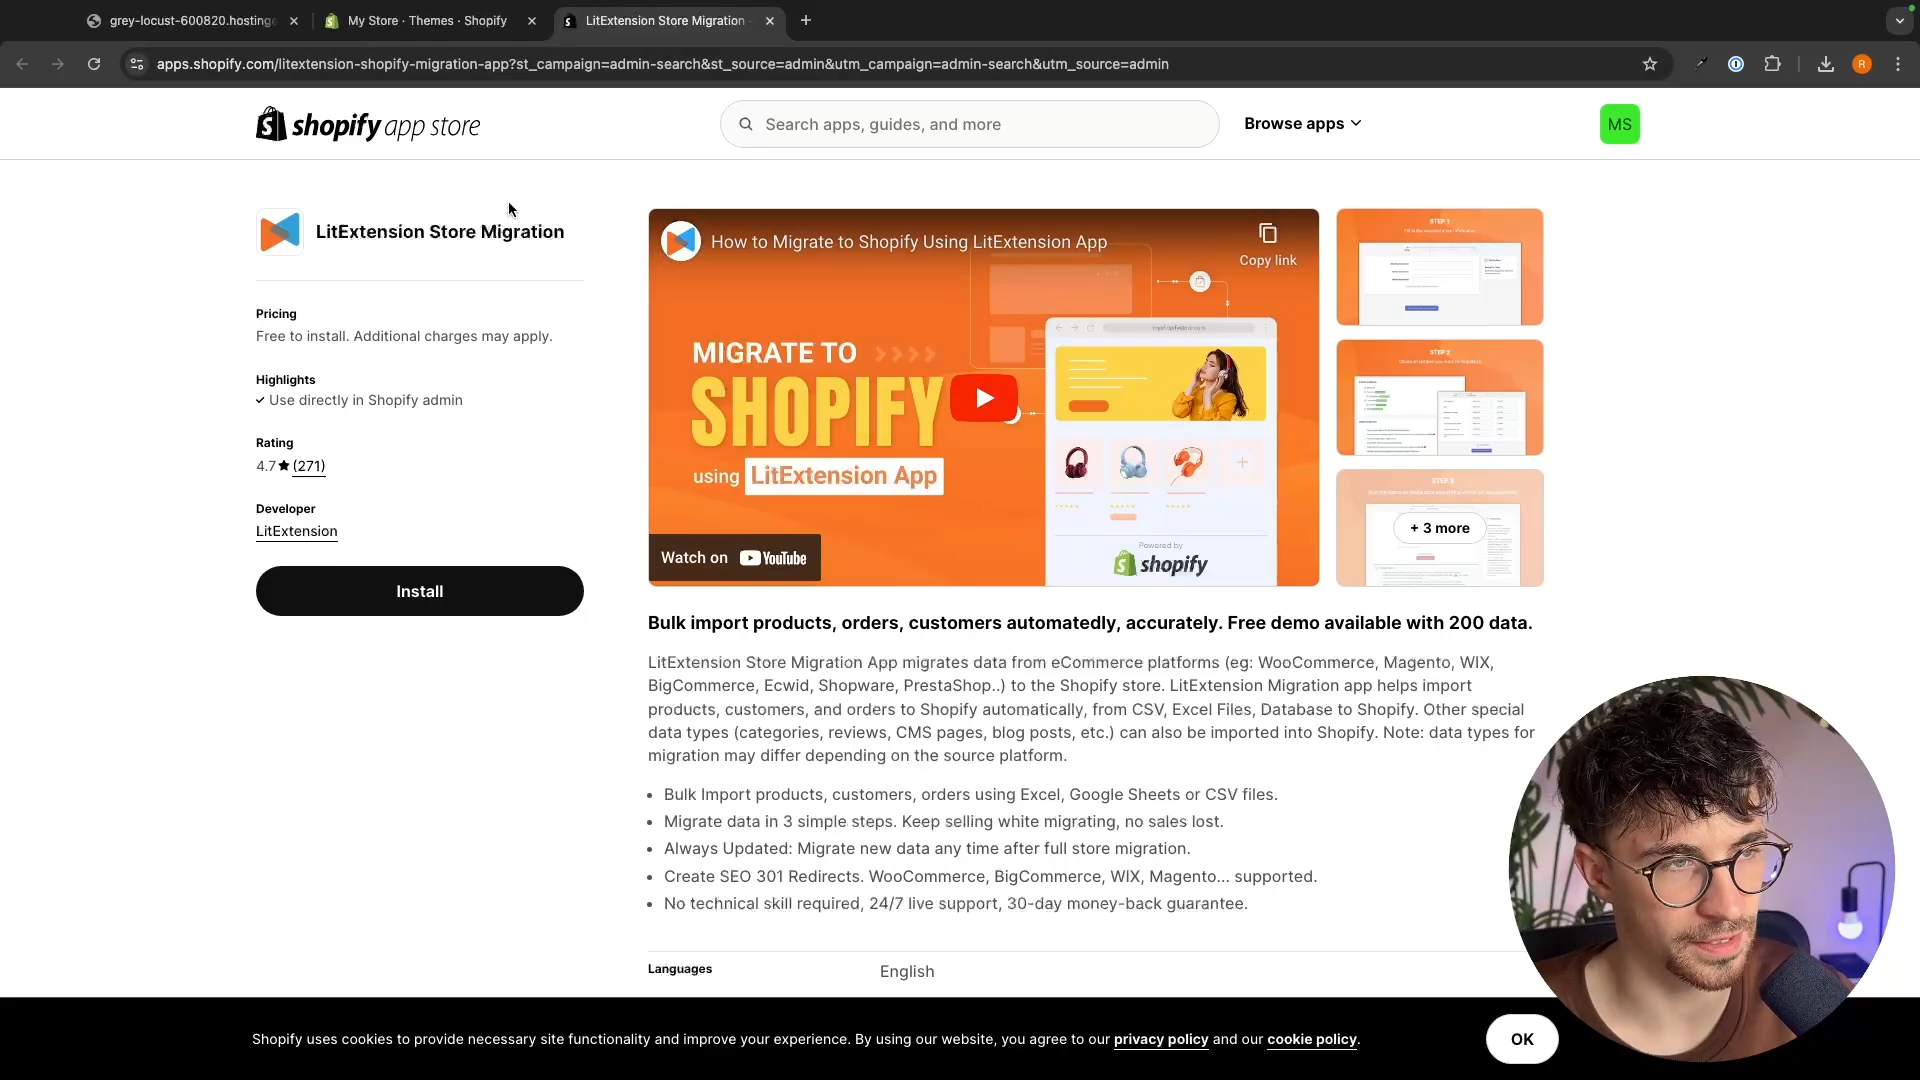 grey-locust-600820.hostinge
My Store · Themes · Shopify
LitExtension Store Migration
apps.shopify.com/litextension-shopify-migration-app?st_campaign=admin-search&st_source=admin&utm_campaign=admin-search&utm_source=admin
R
shopify app store
Search apps, guides, and more
Browse apps
MS
LitExtension Store Migration
Pricing
Free to install. Additional charges may apply.
Highlights
Use directly in Shopify admin
Rating
4.7★ (271)
Developer
LitExtension
Install
How to Migrate to Shopify Using LitExtension App
Copy link
MIGRATE TO
SHOPIFY
using LitExtension App
Watch on YouTube
Powered by
shopify
STEP 1
STEP 2
STEP 3
+ 3 more
Bulk import products, orders, customers automatedly, accurately. Free demo available with 200 data.
LitExtension Store Migration App migrates data from eCommerce platforms (eg: WooCommerce, Magento, WIX,
BigCommerce, Ecwid, Shopware, PrestaShop..) to the Shopify store. LitExtension Migration app helps import
products, customers, and orders to Shopify automatically, from CSV, Excel Files, Database to Shopify. Other special
data types (categories, reviews, CMS pages, blog posts, etc.) can also be imported into Shopify. Note: data types for
migration may differ depending on the source platform.
• Bulk Import products, customers, orders using Excel, Google Sheets or CSV files.
• Migrate data in 3 simple steps. Keep selling white migrating, no sales lost.
• Always Updated: Migrate new data any time after full store migration.
• Create SEO 301 Redirects. WooCommerce, BigCommerce, WIX, Magento... supported.
• No technical skill required, 24/7 live support, 30-day money-back guarantee.
Languages
English
Shopify uses cookies to provide necessary site functionality and improve your experience. By using our website, you agree to our privacy policy and our cookie policy.
OK